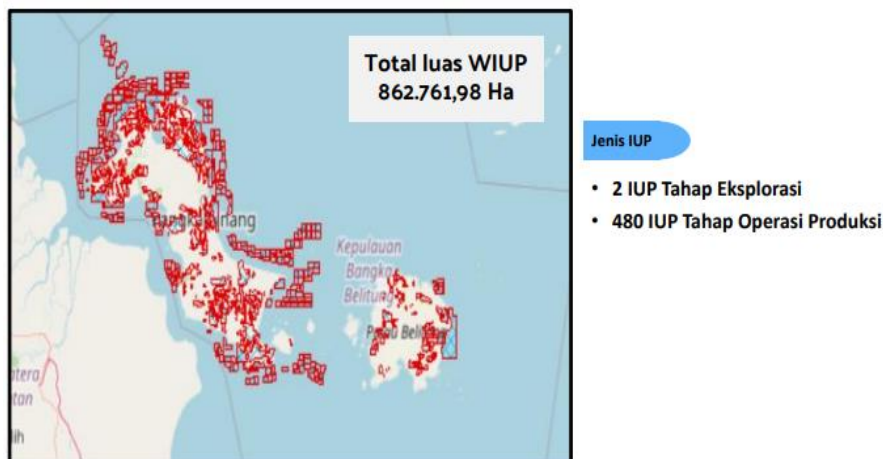 Total luas WIUP
862.761,98 Ha
Jenis IUP
• 2 IUP Tahap Eksplorasi
• 480 IUP Tahap Operasi Produksi
Kepulauan
Bangka
Belitung